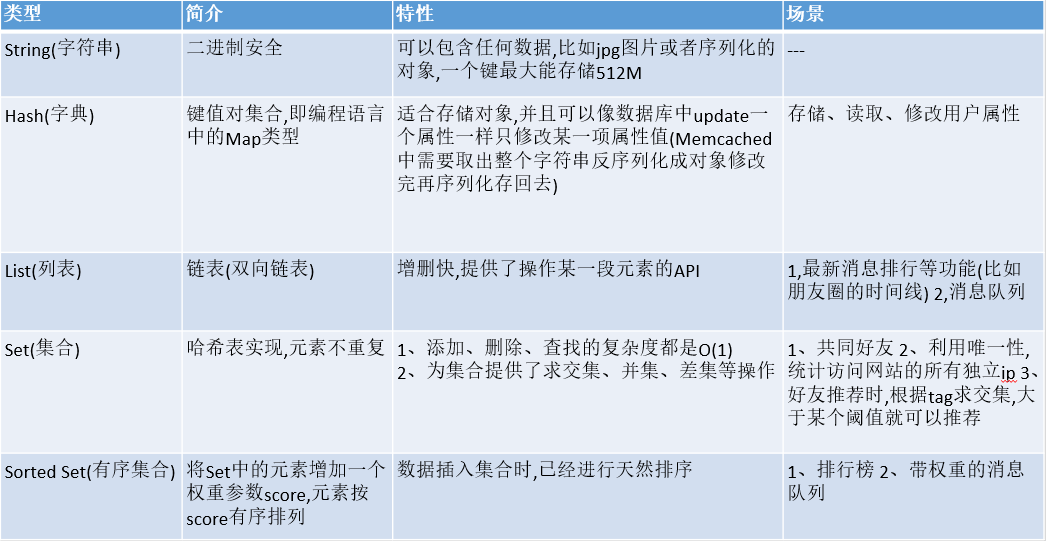 类型
简介
特性
场景
String(字符串)
二进制安全
可以包含任何数据,比如jpg图片或者序列化的
对象,一个键最大能存储512M
---
Hash(字典)
键值对集合,即编程语言
中的Map类型
适合存储对象,并且可以像数据库中update一
个属性一样只修改某一项属性值(Memcached
中需要取出整个字符串反序列化成对象修改
完再序列化存回去)
存储、读取、修改用户属性
List(列表)
链表(双向链表)
增删快,提供了操作某一段元素的API
1,最新消息排行等功能(比如
朋友圈的时间线) 2,消息队列
Set(集合)
哈希表实现,元素不重复
1、添加、删除、查找的复杂度都是O(1)
2、为集合提供了求交集、并集、差集等操作
1、共同好友 2、利用唯一性,
统计访问网站的所有独立ip 3、
好友推荐时,根据tag求交集,大
于某个阈值就可以推荐
Sorted Set(有序集合)
将Set中的元素增加一个
权重参数score,元素按
score有序排列
数据插入集合时,已经进行天然排序
1、排行榜 2、带权重的消息
队列